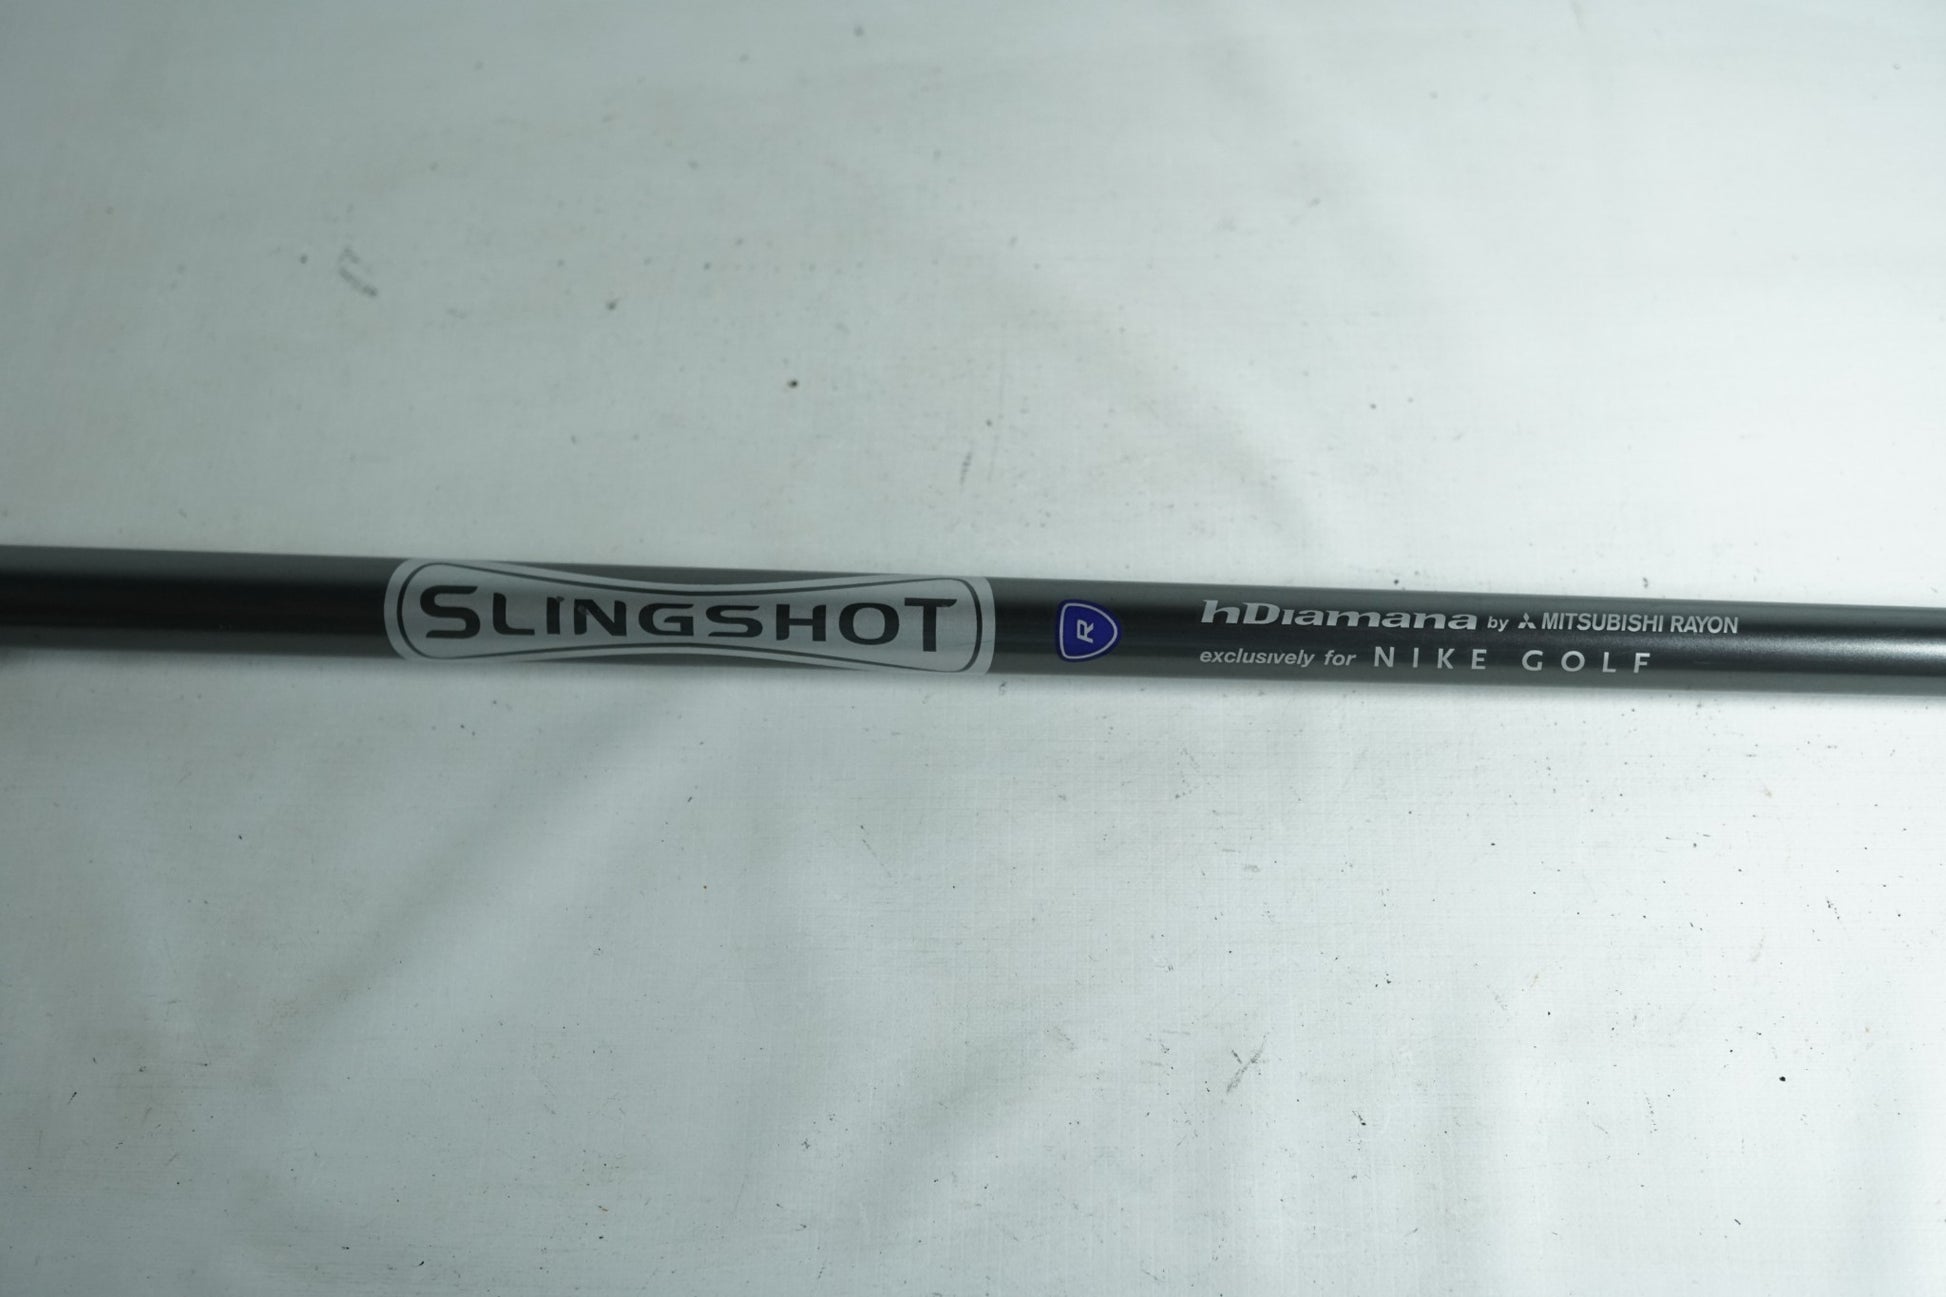 SLINGSHOT
R
hDiamana by MITSUBISHI RAYON
exclusively for NIKE GOLF